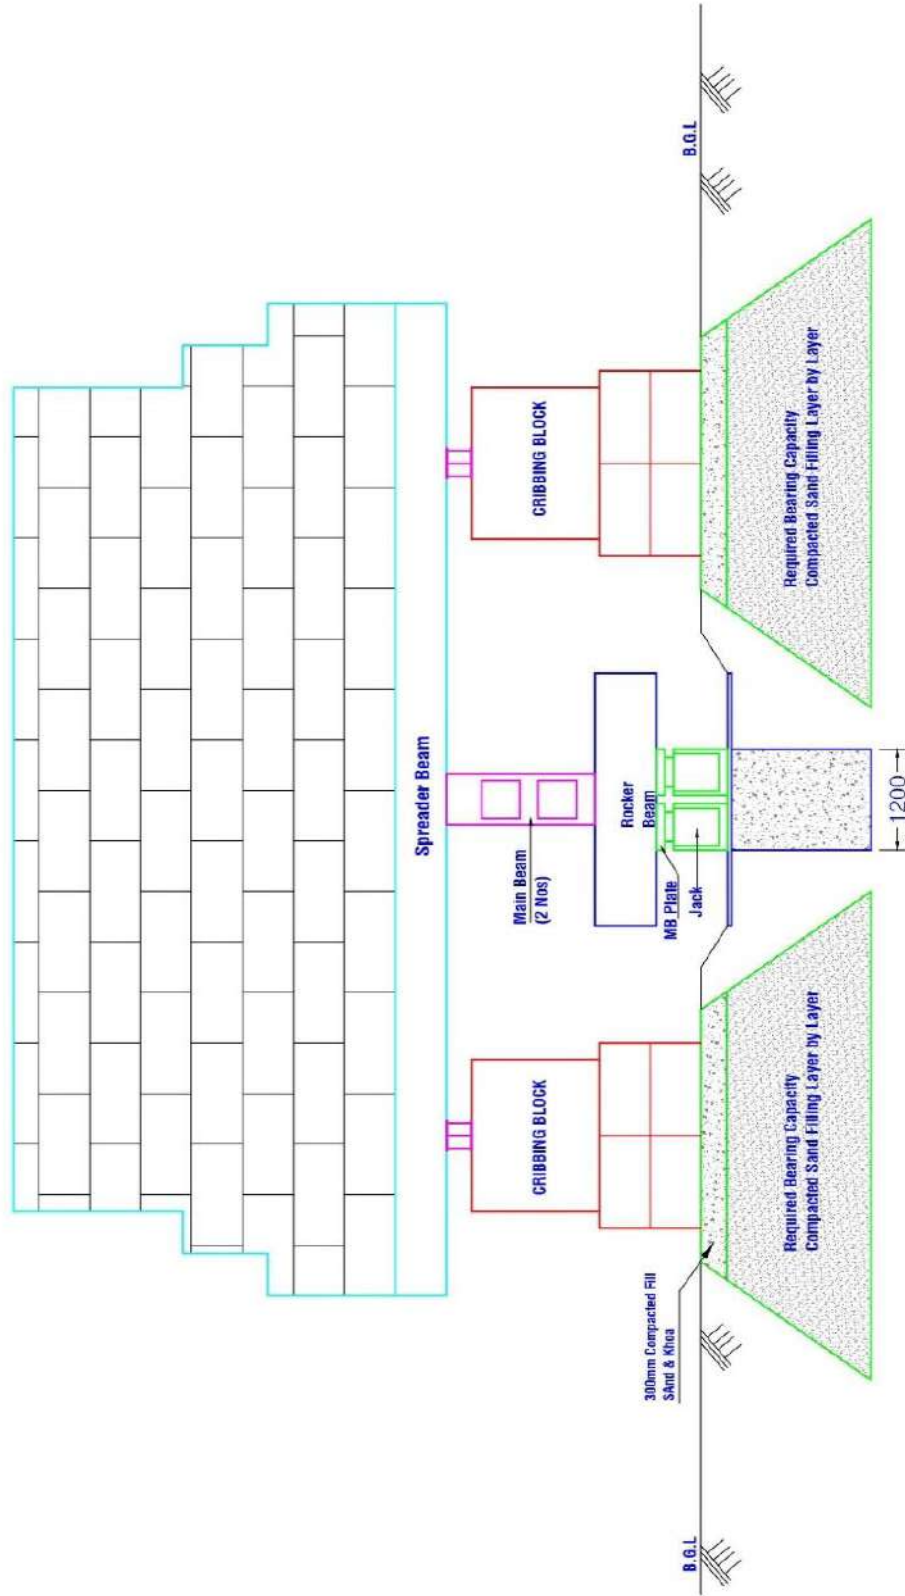 Spreader Beam
CRIBBING BLOCK
CRIBBING BLOCK
Main Beam
(2 Nos)
Rocker
Beam
MB Plate
Jack
300mm Compacted Fill
SAnd & Khoa
B.G.L
B.G.L
Required Bearing Capacity
Compacted Sand Filling Layer by Layer
Required Bearing Capacity
Compacted Sand Filling Layer by Layer
1200